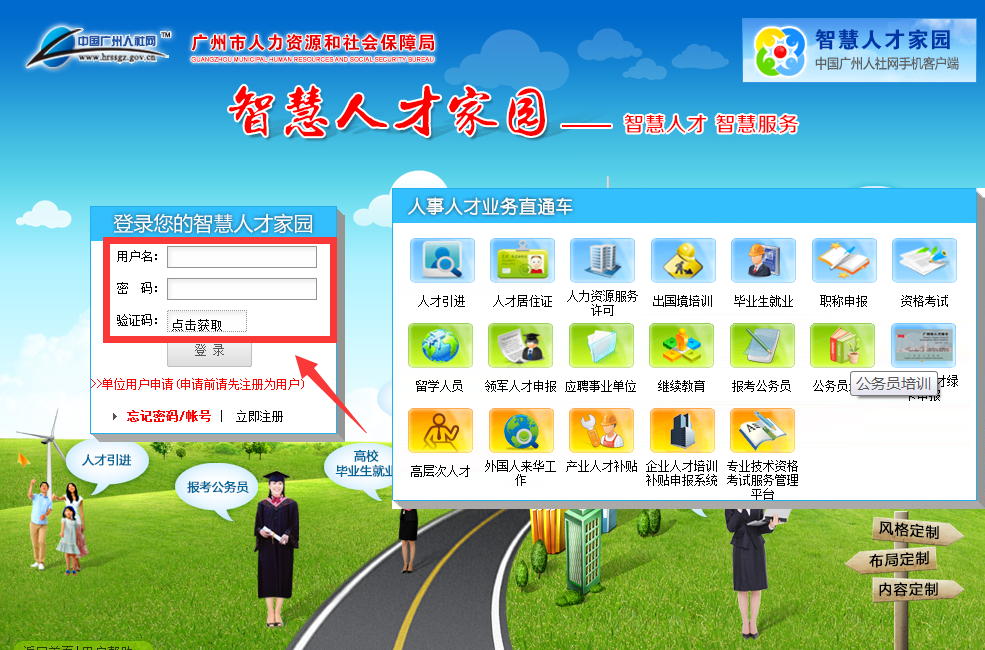 中国广州人社网 TM
www.hrssgz.gov.cn
广州市人力资源和社会保障局
GUANGZHOU MUNICIPAL HUMAN RESOURCES AND SOCIAL SECURITY BUREAU
智慧人才家园
中国广州人社网手机客户端
智慧人才家园
智慧人才 智慧服务
登录您的智慧人才家园
用户名:
密 码:
验证码:
点击获取
登 录
>>单位用户申请(申请前请先注册为用户)
忘记密码/帐号 | 立即注册
人事人才业务直通车
人才引进
人才居住证
人力资源服务
许可
出国境培训
毕业生就业
职称申报
资格考试
留学人员
领军人才申报
应聘事业单位
继续教育
报考公务员
公务员
公务员培训
才绿
卡申报
高层次人才
外国人来华工
作
产业人才补贴
企业人才培训
补贴申报系统
专业技术资格
考试服务管理
平台
人才引进
报考公务员
高校
毕业生就业
风格定制
布局定制
内容定制